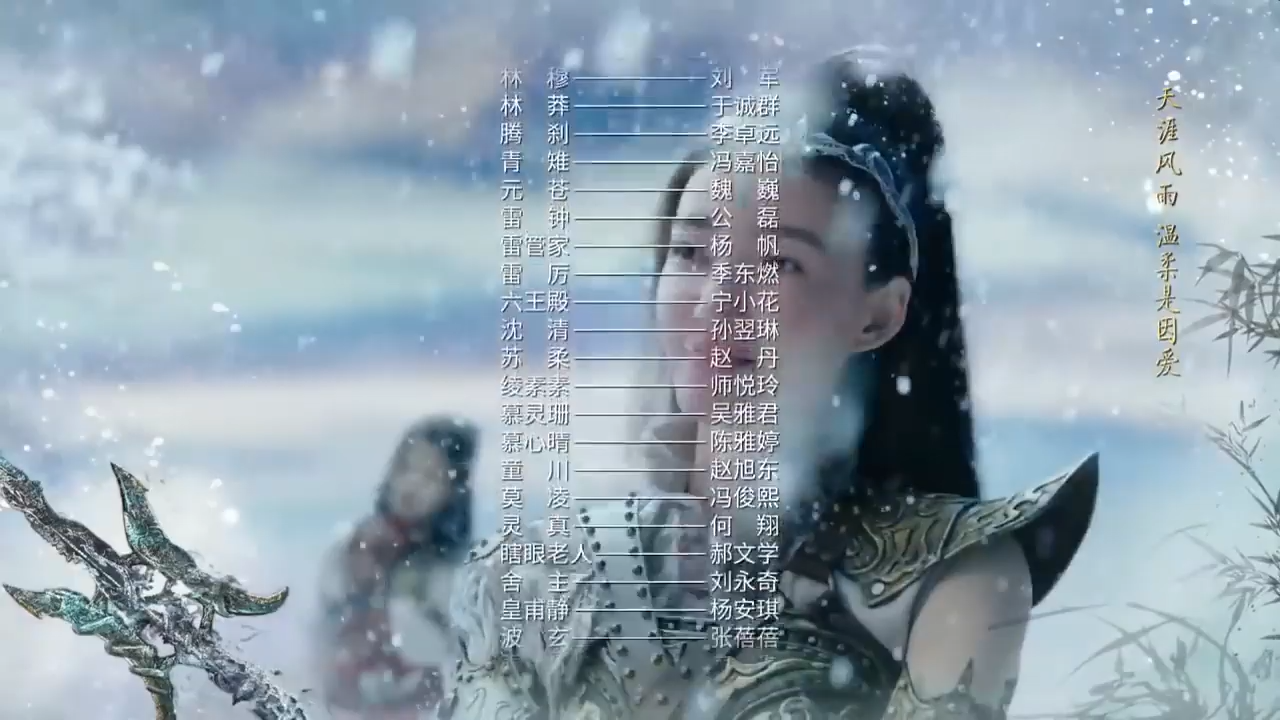 林 穆 刘 军
林 莽 于诚群
腾 刹 李卓远
青 雉 冯嘉怡
元 苍 魏 巍
雷 钟 公 磊
雷管家 杨 帆
雷 厉 季东燃
六王殿 宁小花
沈 清 孙翌琳
苏 柔 赵 丹
绫素素 师悦玲
慕灵珊 吴雅君
慕心晴 陈雅婷
童 川 赵旭东
莫 凌 冯俊熙
灵 真 何 翔
瞎眼老人 郝文学
舍 主 刘永奇
皇甫静 杨安琪
波 玄 张蓓蓓
天涯风雨 温柔是因爱